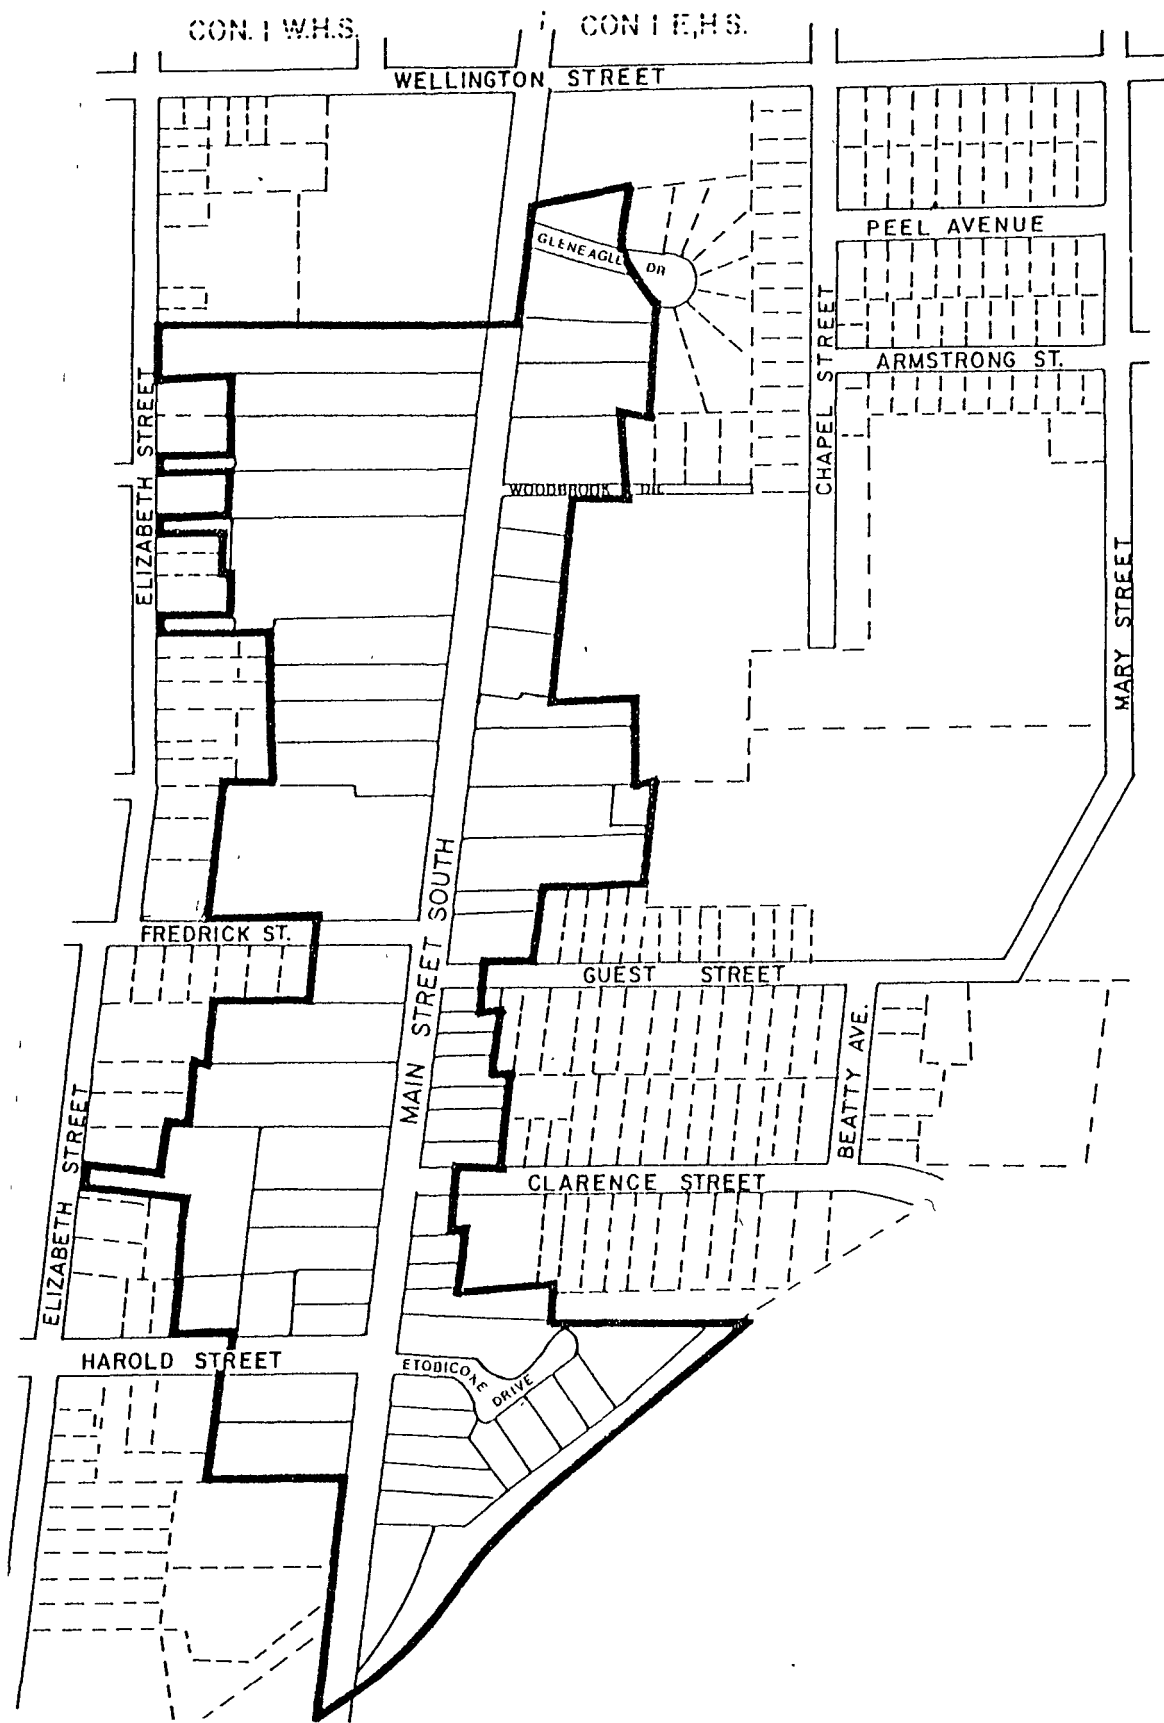 CON. I W.H.S.
CON I E,H S.
WELLINGTON STREET
PEEL AVENUE
GLENEAGLE DR
CHAPEL STREET
ARMSTRONG ST.
ELIZABETH STREET
WOODBROOK
MARY STREET
MAIN STREET SOUTH
FREDRICK ST.
GUEST STREET
BEATTY AVE.
ELIZABETH STREET
CLARENCE STREET
HAROLD STREET
ETOBICOKE DRIVE